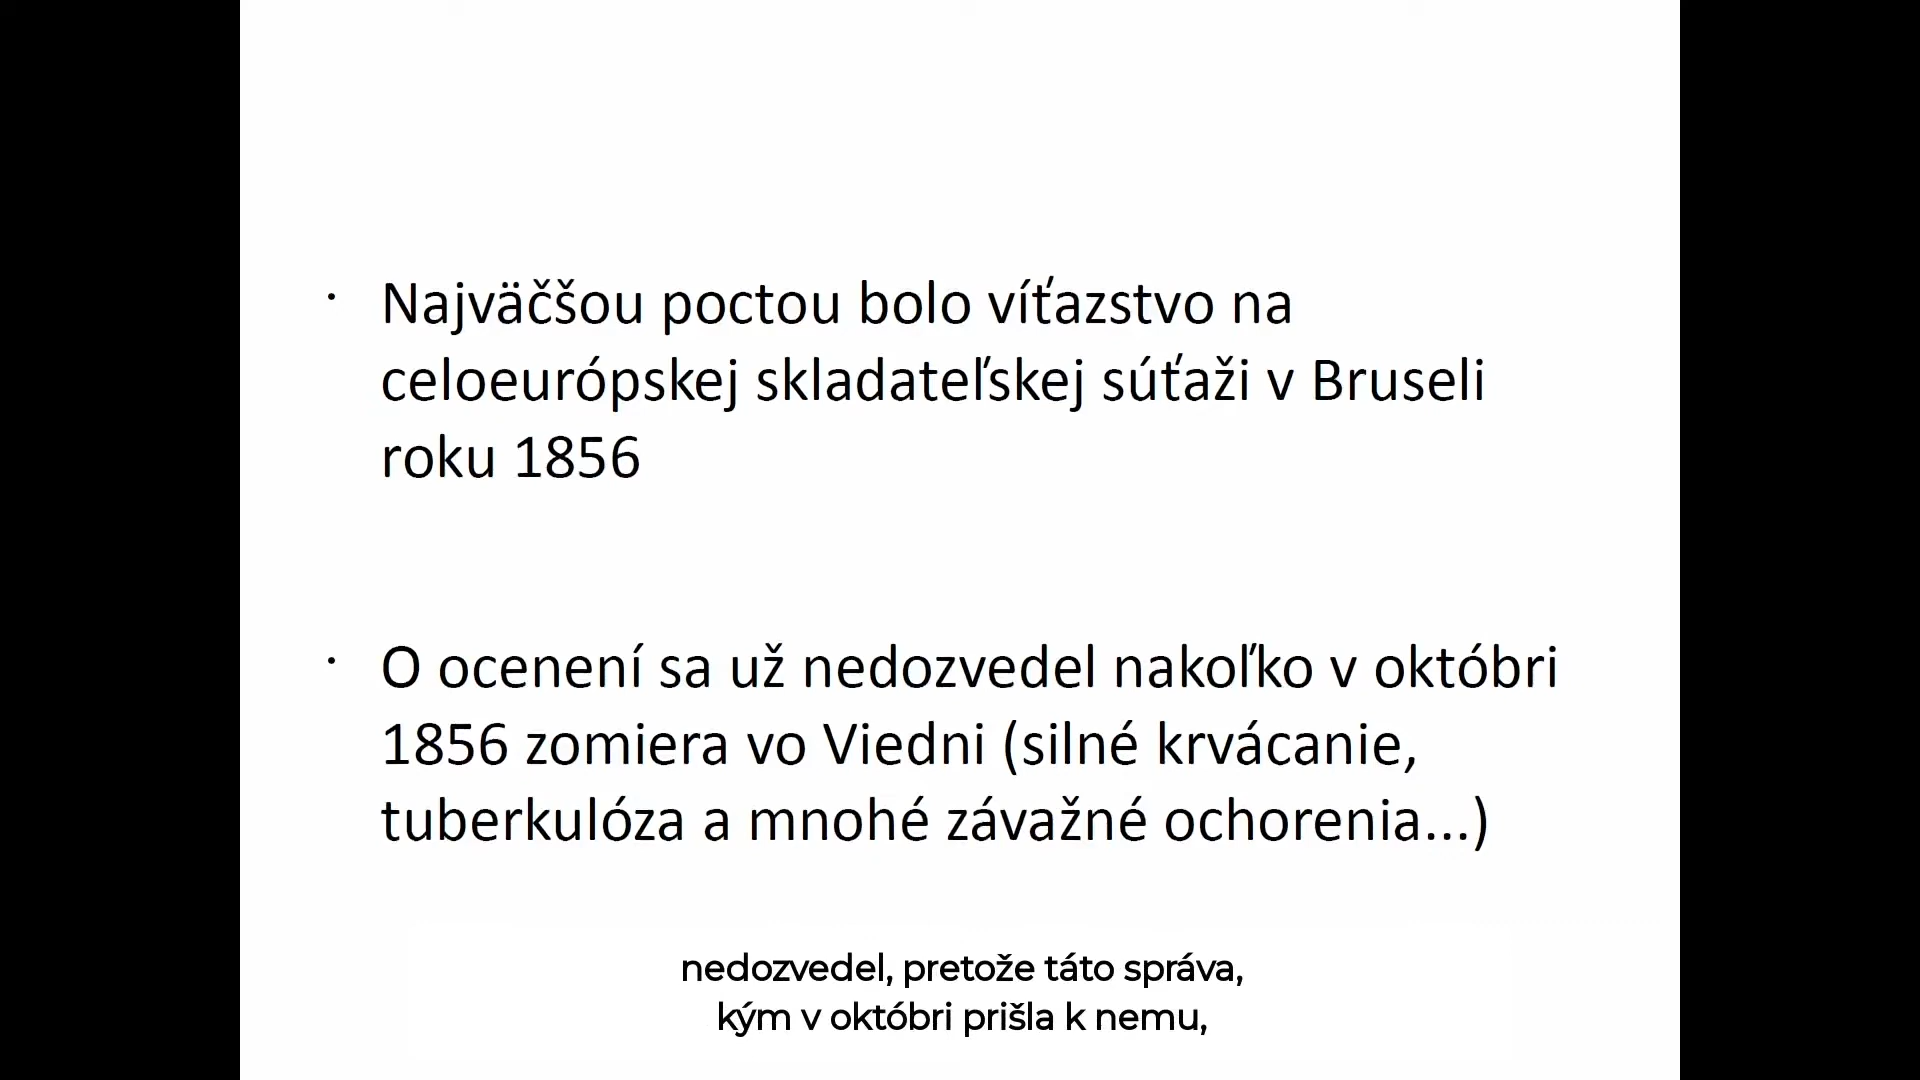 · Najväčšou poctou bolo víťazstvo na
celoeurópskej skladateľskej súťaži v Bruseli
roku 1856
· O ocenení sa už nedozvedel nakoľko v októbri
1856 zomiera vo Viedni (silné krvácanie,
tuberkulóza a mnohé závažné ochorenia...)
nedozvedel, pretože táto správa,
kým v októbri prišla k nemu,